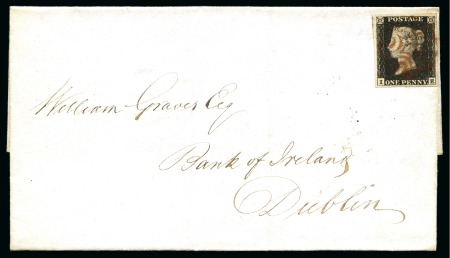 POSTAGE
I E
ONE PENNY
William Graves Esq
Bank of Ireland
Dublin